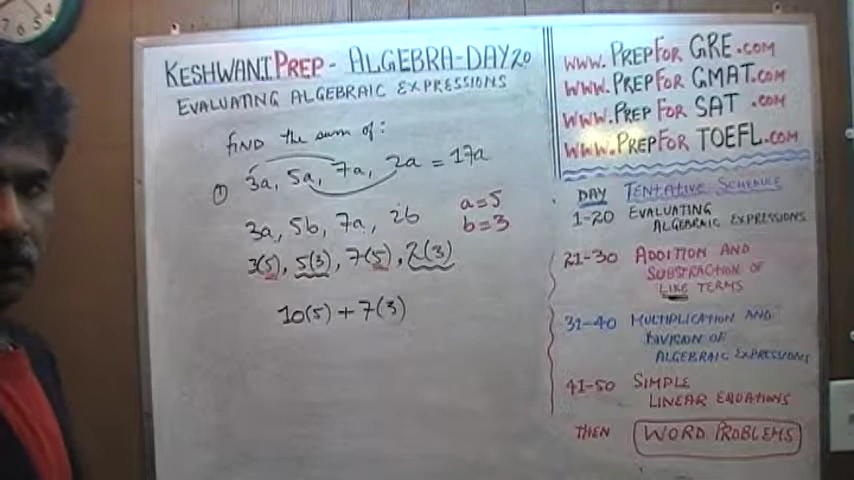 KESHWANI PREP - ALGEBRA-DAY 20
EVALUATING ALGEBRAIC EXPRESSIONS
find the sum of:
① 3a, 5a, 7a, 2a = 17a
3a, 5b, 7a, 2b
a=5
b=3
3(5), 5(3), 7(5), 2(3)
10(5) + 7(3)
www.PREPFOR GRE.COM
www.PREPFOR GMAT.COM
www.PREP FOR SAT .COM
www.PREPFOR TOEFL.COM
DAY TENTATIVE SCHEDULE
1-20 EVALUATING
ALGEBRAIC EXPRESSIONS
21-30 ADDITION AND
SUBSTRACTION OF
LIKE TERMS
31-40 MULTIPLICATION AND
DIVISION OF
ALGEBRAIC EXPRESSIONS
41-50 SIMPLE
LINEAR EQUATIONS
THEN WORD PROBLEMS
7 6 5 4